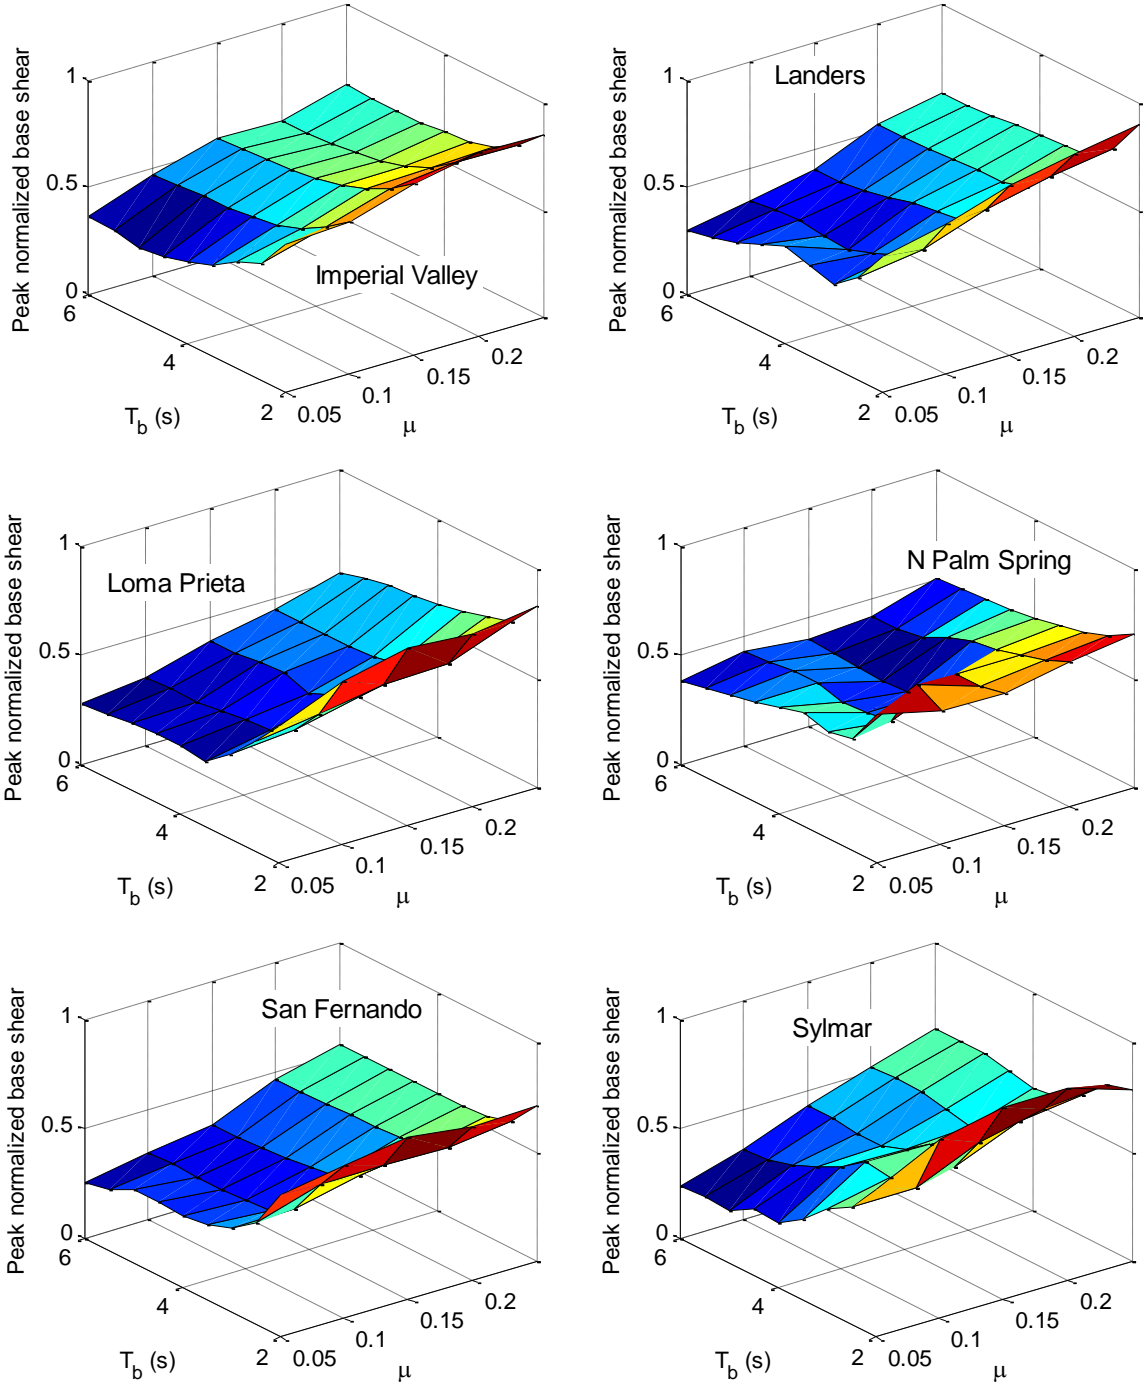 Peak normalized base shear
1
0.5
0
6
4
2
T_b (s)
0.05
0.1
0.15
0.2
μ
Imperial Valley
Peak normalized base shear
1
0.5
0
6
4
2
T_b (s)
0.05
0.1
0.15
0.2
μ
Landers
Peak normalized base shear
1
0.5
0
6
4
2
T_b (s)
0.05
0.1
0.15
0.2
μ
Loma Prieta
Peak normalized base shear
1
0.5
0
6
4
2
T_b (s)
0.05
0.1
0.15
0.2
μ
N Palm Spring
Peak normalized base shear
1
0.5
0
6
4
2
T_b (s)
0.05
0.1
0.15
0.2
μ
San Fernando
Peak normalized base shear
1
0.5
0
6
4
2
T_b (s)
0.05
0.1
0.15
0.2
μ
Sylmar